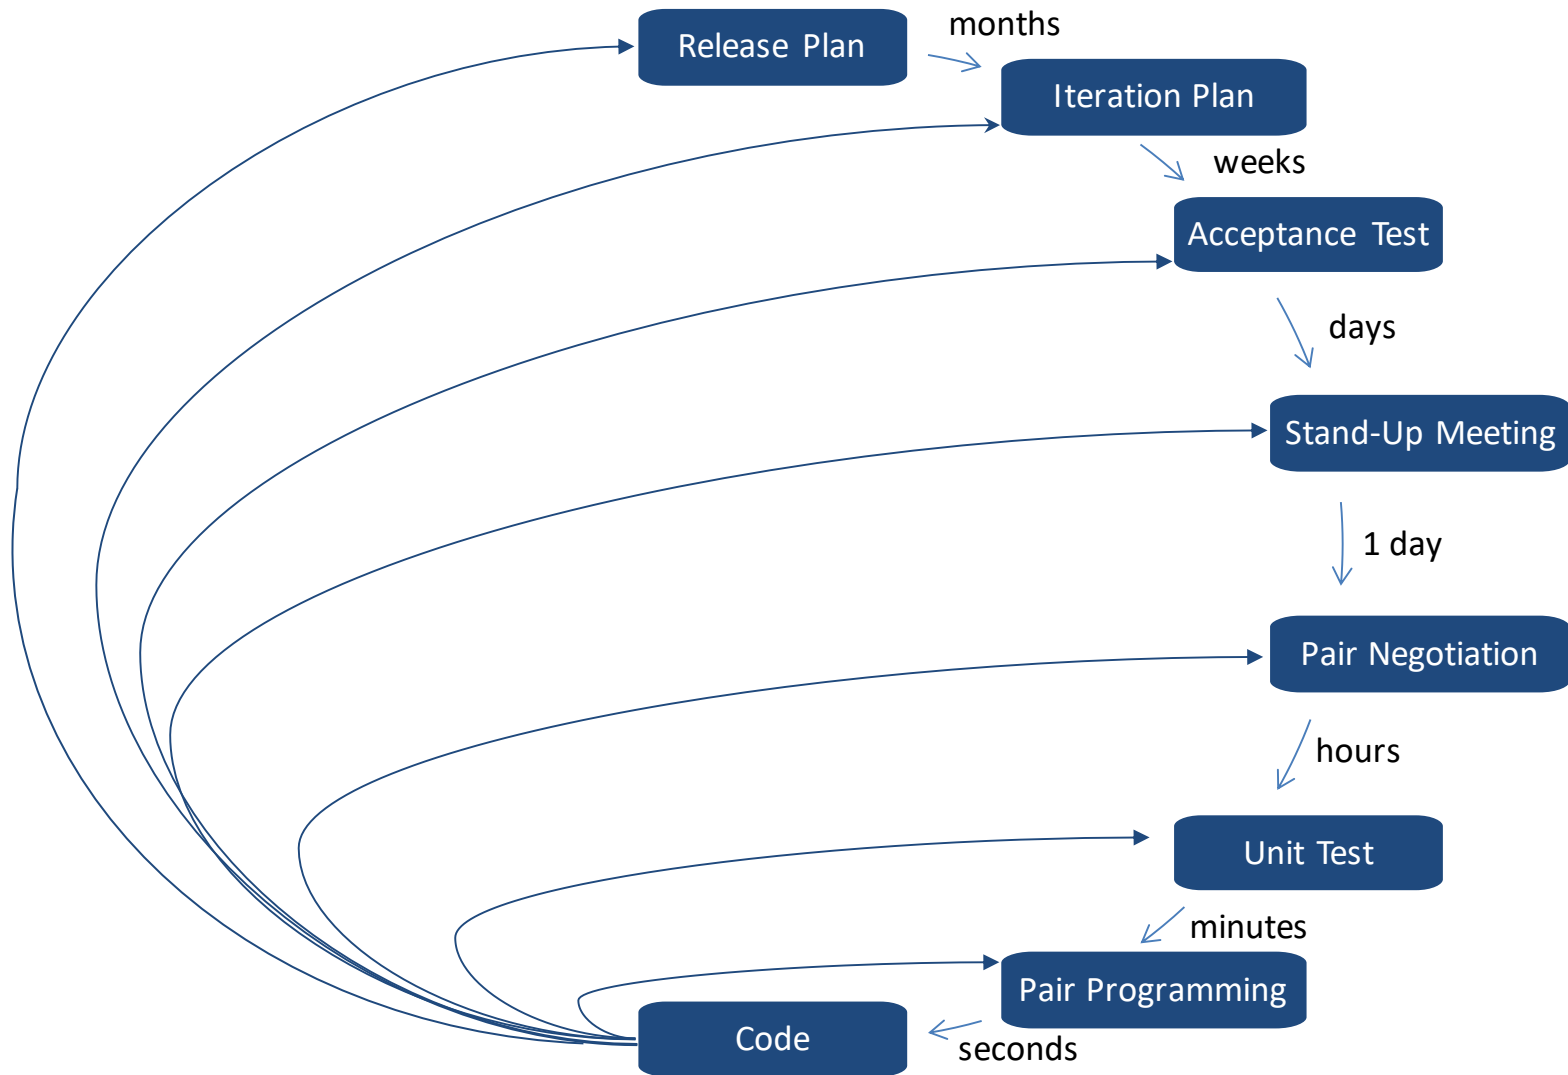 Release Plan
months
Iteration Plan
weeks
Acceptance Test
days
Stand-Up Meeting
1 day
Pair Negotiation
hours
Unit Test
minutes
Pair Programming
seconds
Code